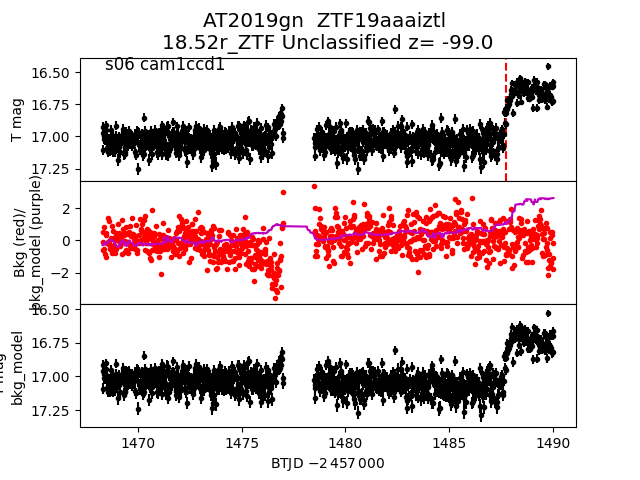 AT2019gn ZTF19aaaiztl
18.52r_ZTF Unclassified z= -99.0
s06 cam1ccd1
16.50
16.75
17.00
17.25
T mag
2
0
−2
Bkg (red)/
bkg_model (purple)
16.50
16.75
17.00
17.25
bkg_model
1470 1475 1480 1485 1490
BTJD −2 457 000